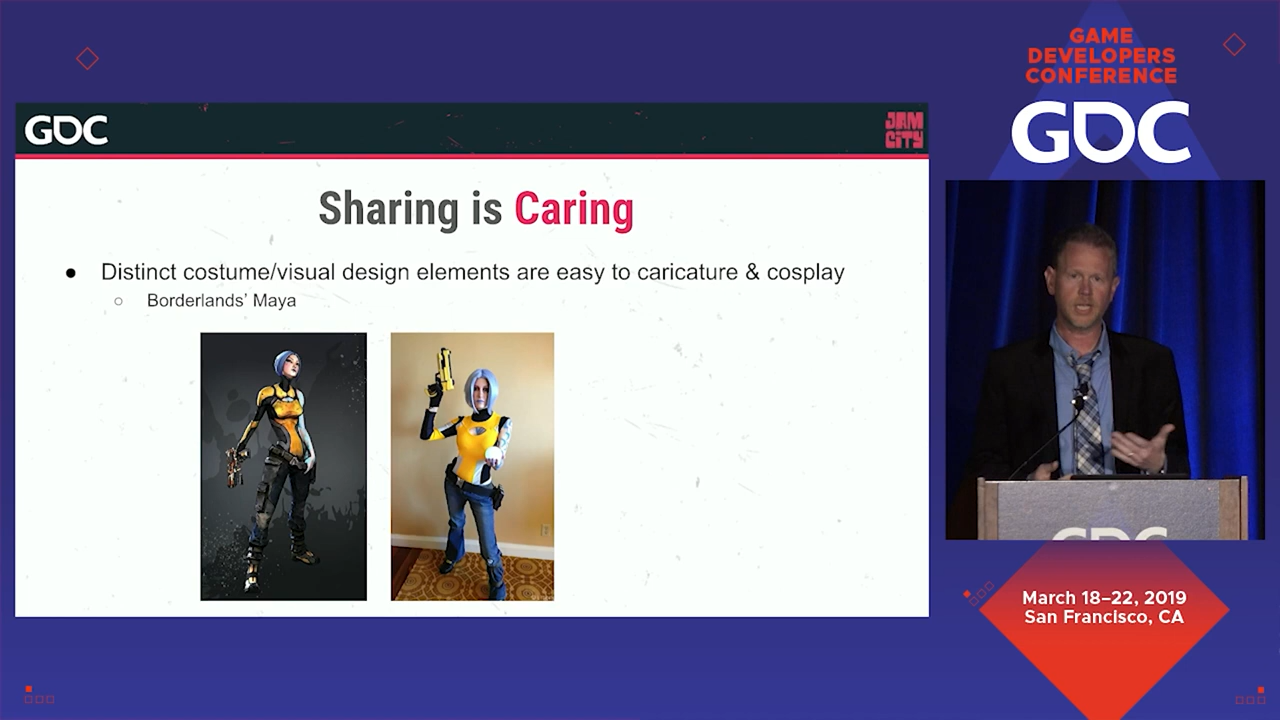 GAME
DEVELOPERS
CONFERENCE
GDC
GDC
JAM
CITY
Sharing is Caring
● Distinct costume/visual design elements are easy to caricature & cosplay
○ Borderlands’ Maya
GDC
March 18–22, 2019
San Francisco, CA